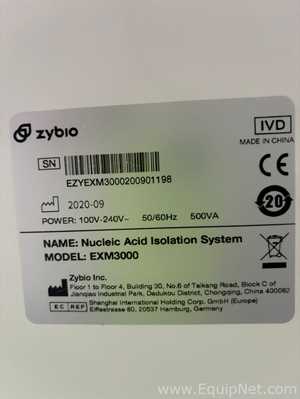 zybio
IVD
MADE IN CHINA
SN
EZYEXM3000200901198
CE
2020-09
20
POWER: 100V-240V~ 50/60Hz 500VA
NAME: Nucleic Acid Isolation System
MODEL: EXM3000
Zybio Inc.
Floor 1 to Floor 4, Building 30, No.6 of Taikang Road, Block C of
Jianqiao Industrial Park, Dadukou District, Chongqing, China 400082
EC REP Shanghai International Holding Corp. GmbH(Europe)
Eiffestrasse 80, 20537 Hamburg, Germany
www.EquipNet.com